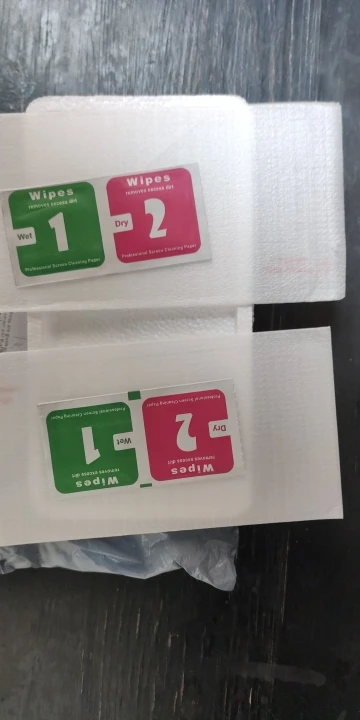 Wipes
removes excess dirt
Wet
1
Professional Screen Cleaning Paper
Wipes
removes excess dirt
Dry
2
Professional Screen Cleaning Paper
Wipes
removes excess dirt
Wet
1
Professional Screen Cleaning Paper
Wipes
removes excess dirt
Dry
2
Professional Screen Cleaning Paper